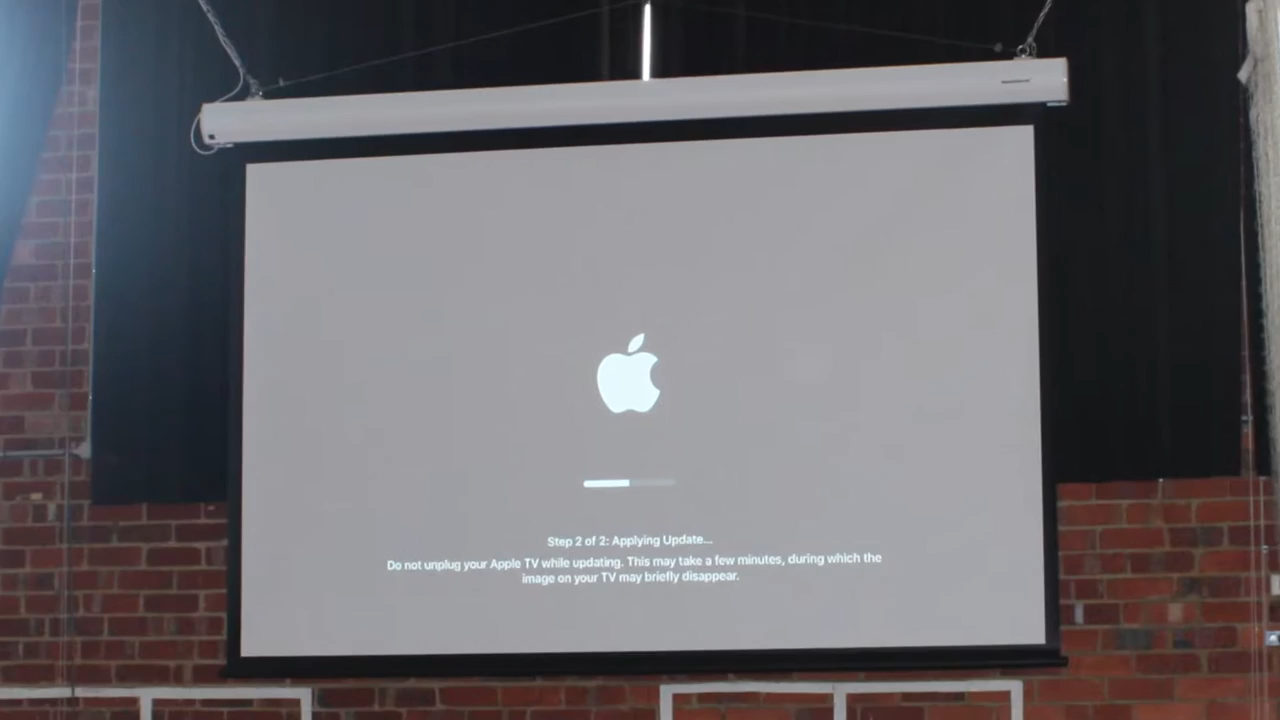 Step 2 of 2: Applying Update...
Do not unplug your Apple TV while updating. This may take a few minutes, during which the
image on your TV may briefly disappear.